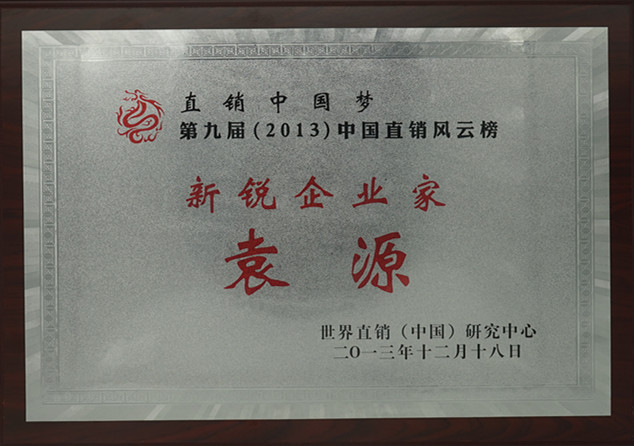 直销中国梦
第九届(2013)中国直销风云榜
新锐企业家
袁源
世界直销（中国）研究中心
二〇一三年十二月十八日